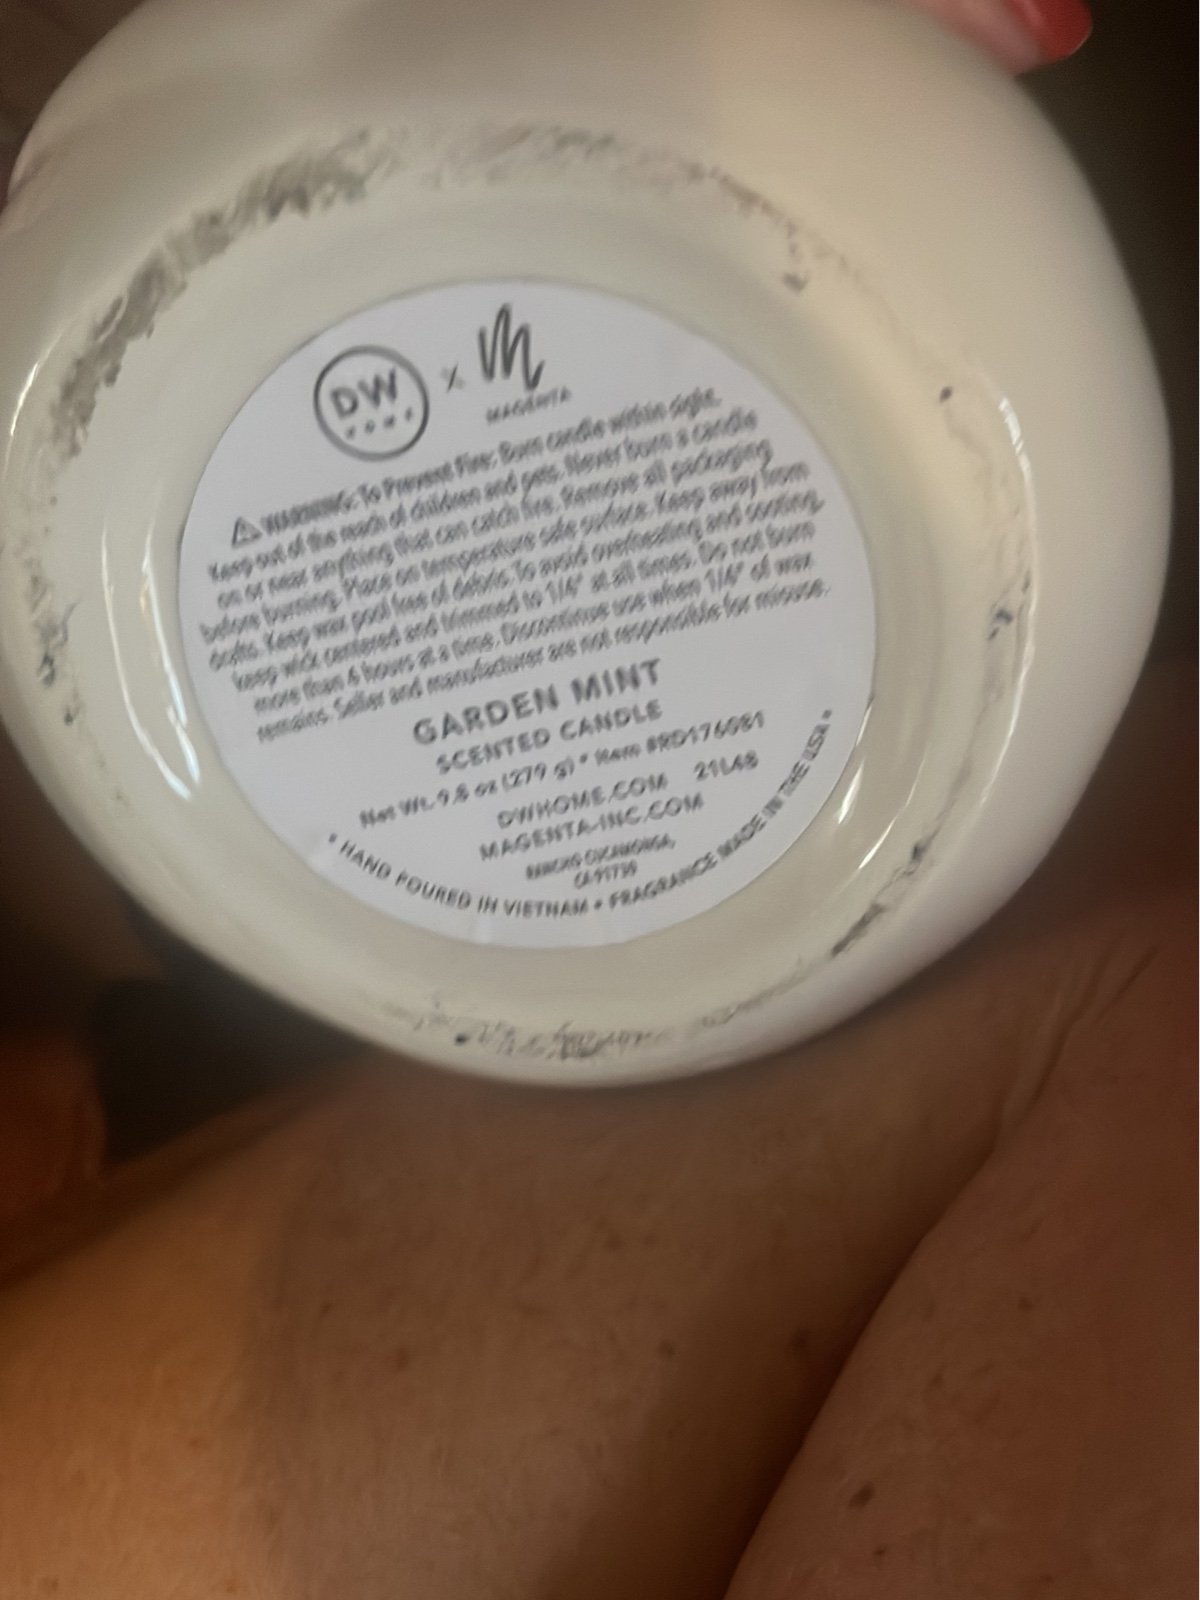 DW
HOME
X
MAGENTA
WARNING: To Prevent Fire: Burn candle within sight.
Keep out of the reach of children and pets. Never burn a candle
on or near anything that can catch fire. Remove all packaging
before burning. Place on temperature safe surface. Keep away from
drafts. Keep wax pool free of debris. To avoid overheating and sooting,
keep wick centered and trimmed to 1/4" at all times. Do not burn
more than 4 hours at a time. Discontinue use when 1/4" of wax
remains. Seller and manufacturer are not responsible for misuse.
GARDEN MINT
SCENTED CANDLE
Net Wt. 9.8 oz (279 g) • Item #RD176081
DWHOME.COM 21L48
MAGENTA-INC.COM
RANCHO CUCAMONGA,
CA 91739
• HAND POURED IN VIETNAM • FRAGRANCE MADE IN THE USA •